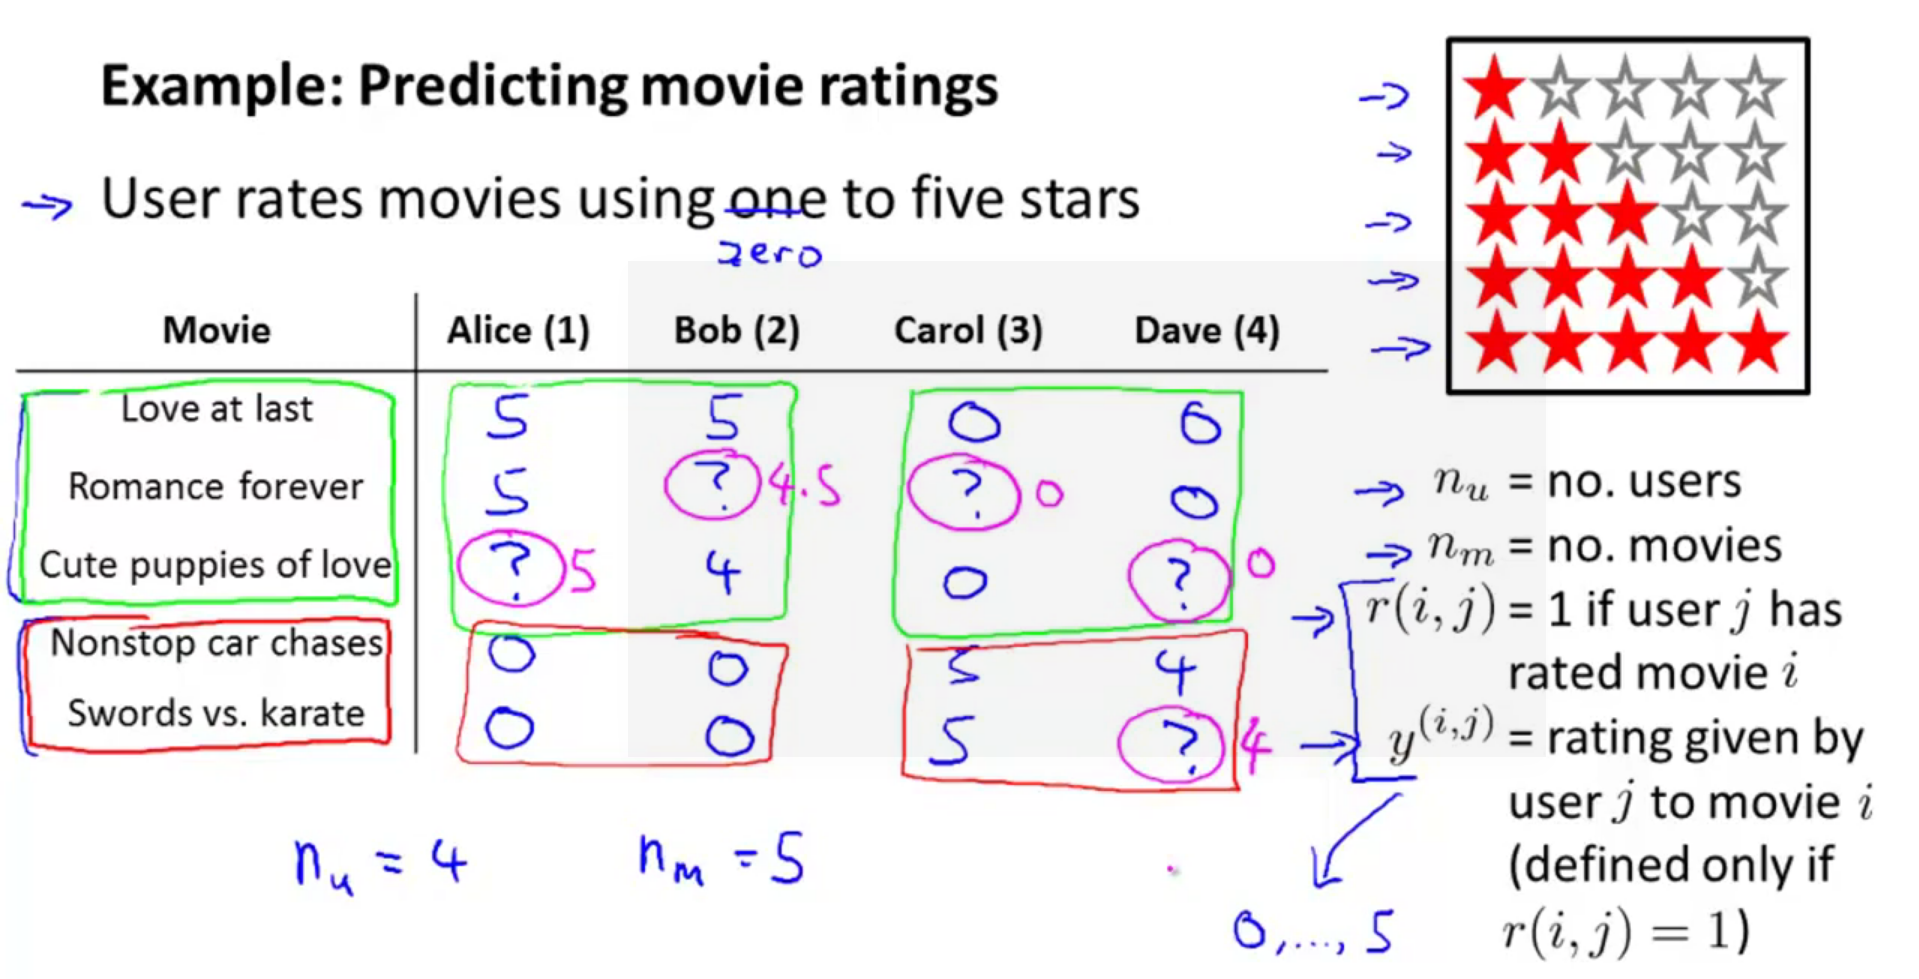 Example: Predicting movie ratings
User rates movies using one to five stars
zero
Movie Alice (1) Bob (2) Carol (3) Dave (4)
Love at last 5 5 0 0
Romance forever 5 ? 4.5 ? 0 0
Cute puppies of love ? 5 4 0 ? 0
Nonstop car chases 0 0 5 4
Swords vs. karate 0 0 5 ? 4
n_u = 4 n_m = 5
n_u = no. users
n_m = no. movies
r(i, j) = 1 if user j has
rated movie i
y^(i,j) = rating given by
user j to movie i
(defined only if
r(i, j) = 1)
0,...,5